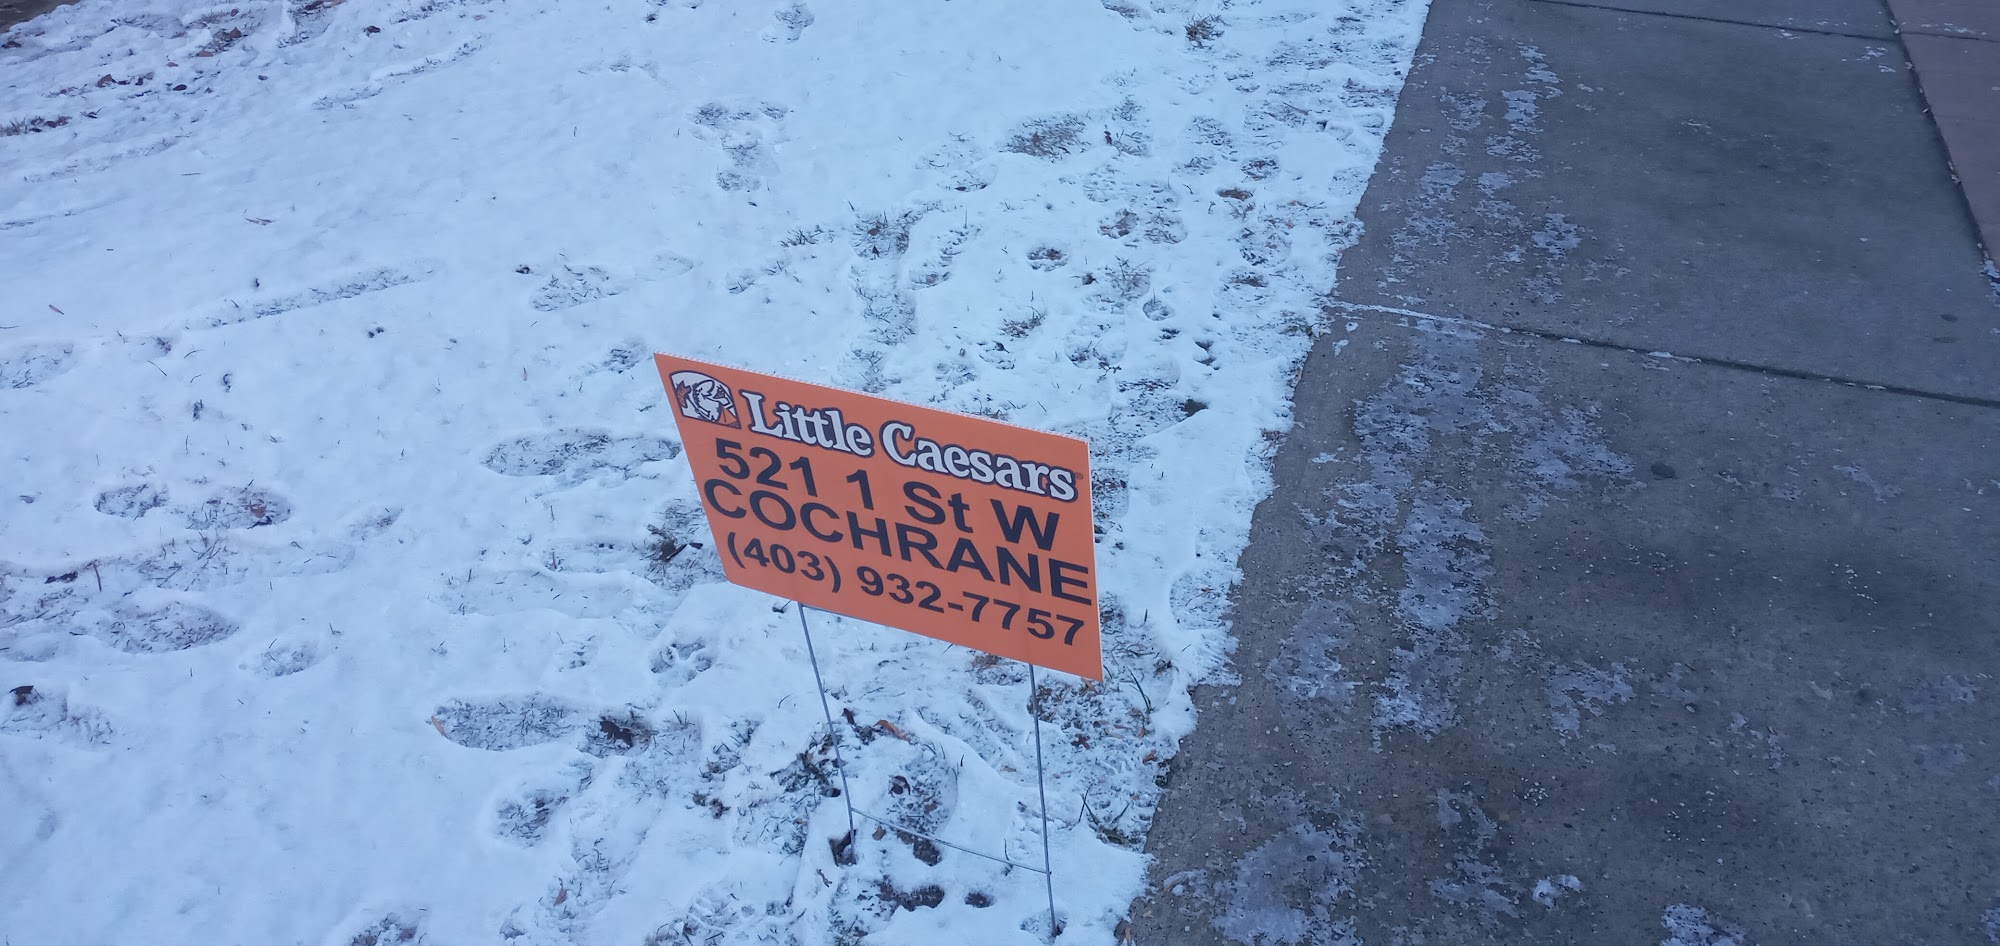 Little Caesars
521 1 St W
COCHRANE
(403) 932-7757